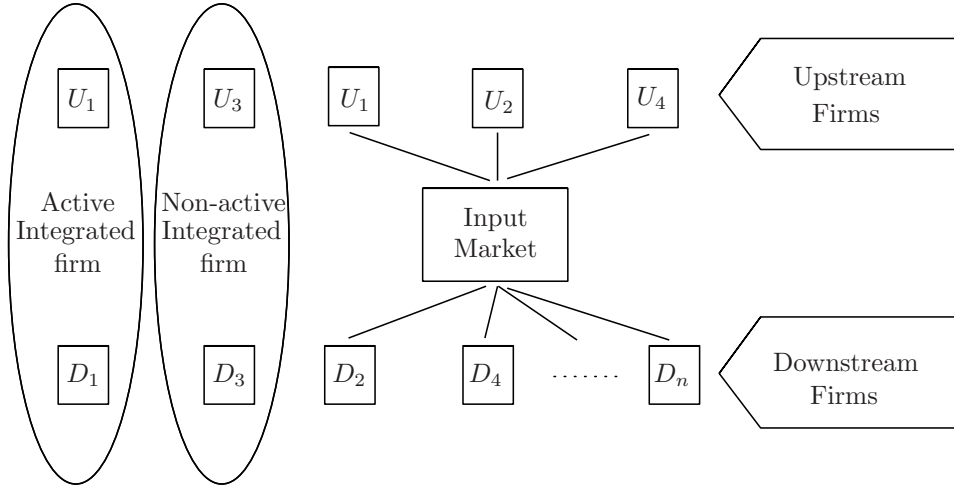 U1
U3
U1
U2
U4
Upstream
Firms
Active
Integrated
firm
Non-active
Integrated
firm
Input
Market
D1
D3
D2
D4
.......
Dn
Downstream
Firms